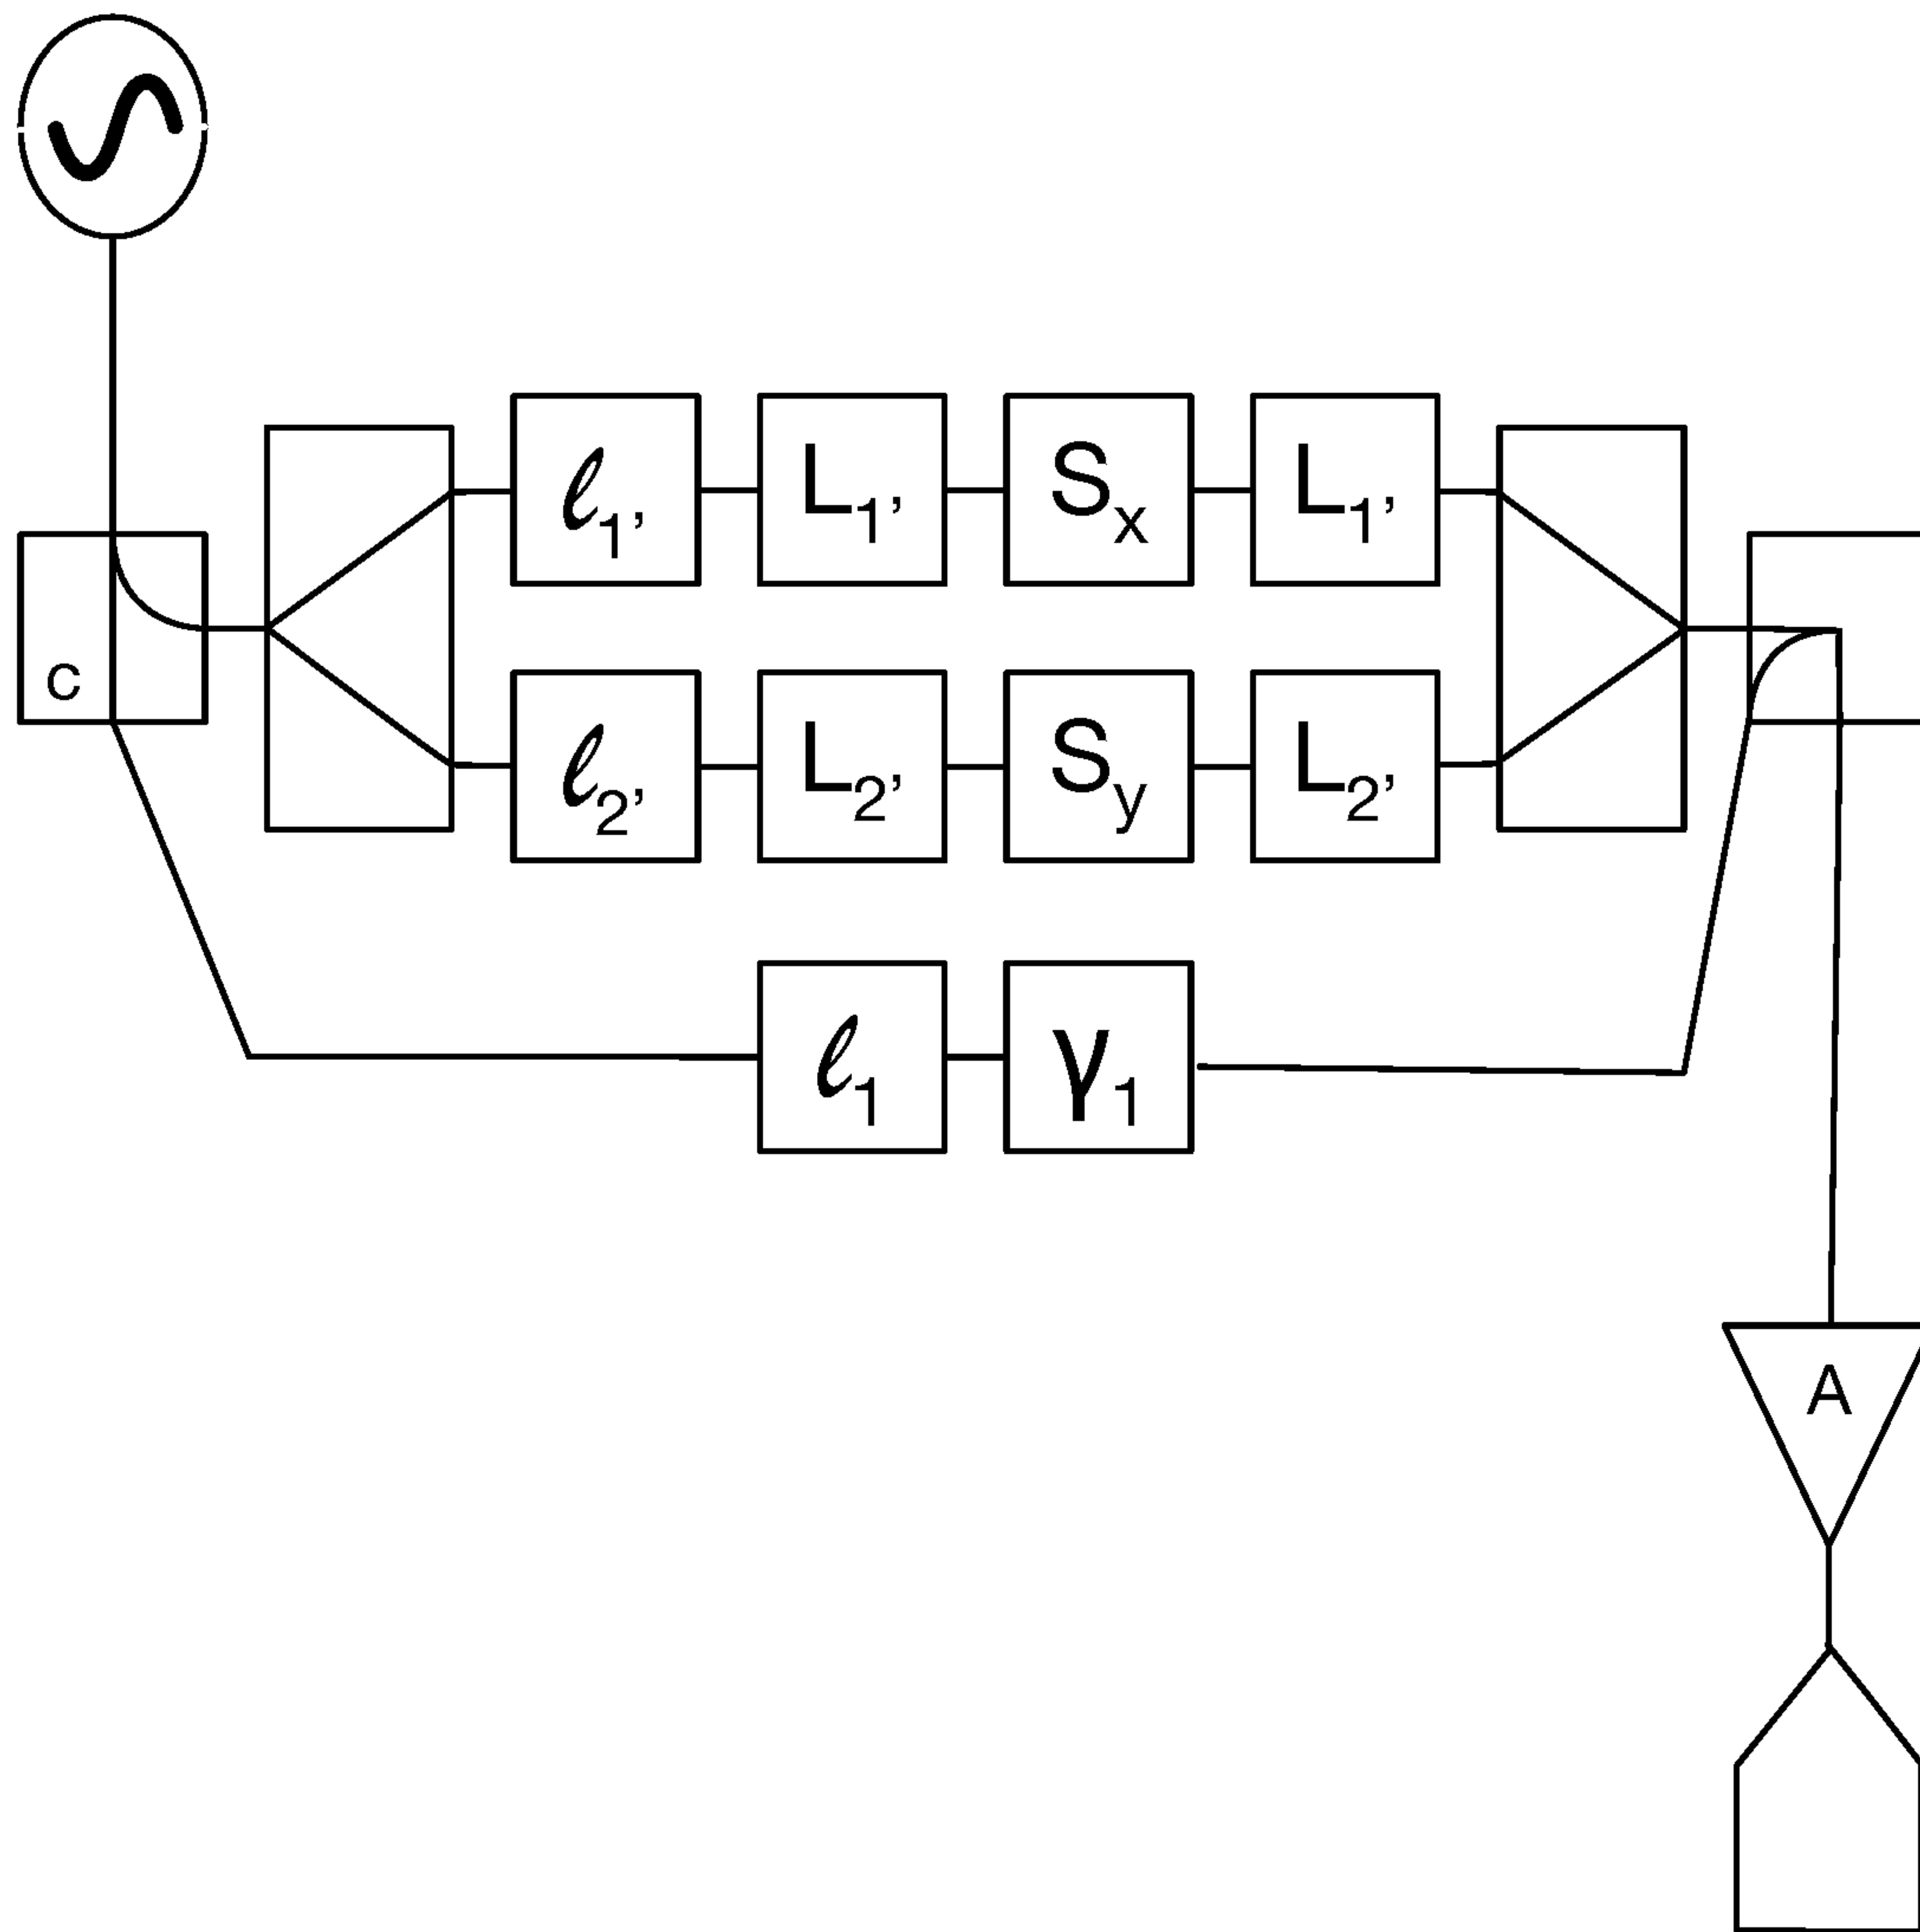 ℓ1, L1, Sx L1,
c
ℓ2, L2, Sy L2,
ℓ1 γ1
A